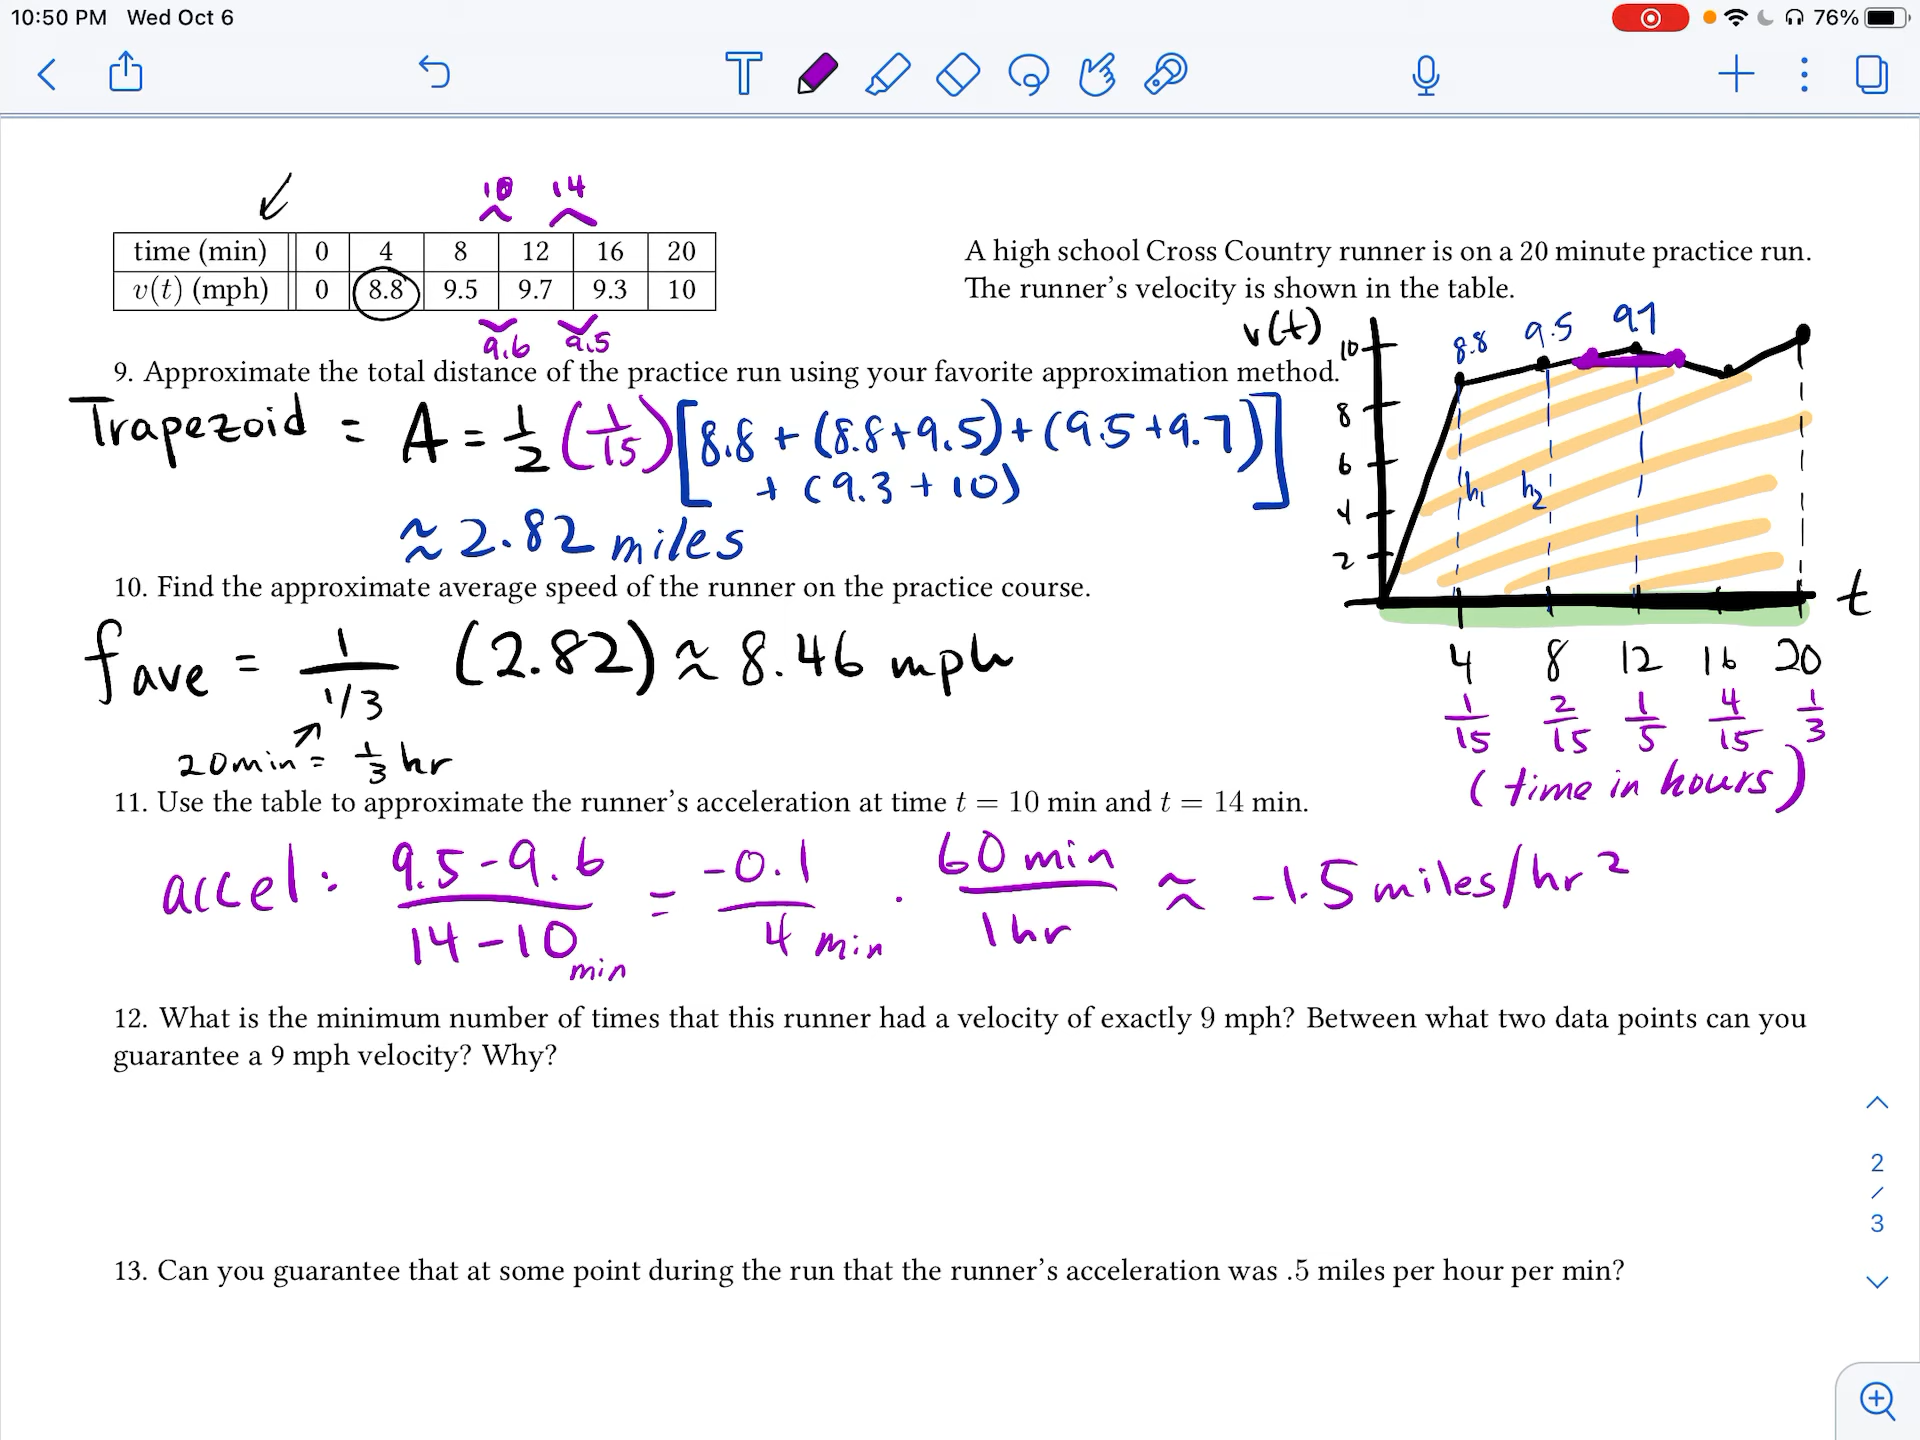 10:50 PM Wed Oct 6
76%
T
10 14
time (min) 0 4 8 12 16 20
v(t) (mph) 0 8.8 9.5 9.7 9.3 10
9.6 9.5
A high school Cross Country runner is on a 20 minute practice run.
The runner's velocity is shown in the table.
9. Approximate the total distance of the practice run using your favorite approximation method.
Trapezoid = A = 1/2 (1/15) [8.8 + (8.8+9.5) + (9.5+9.7)
+ (9.3 + 10) ]
≈ 2.82 miles
v(t)
8.8 9.5 9.7
10
8
6
4
2
h1 h2
t
4 8 12 16 20
1/15 2/15 1/5 4/15 1/3
(time in hours)
10. Find the approximate average speed of the runner on the practice course.
f ave = 1/(1/3) (2.82) ≈ 8.46 mph
20min = 1/3 hr
11. Use the table to approximate the runner's acceleration at time t = 10 min and t = 14 min.
accel: (9.5-9.6)/(14-10 min) = -0.1/(4 min) · 60 min/1 hr ≈ -1.5 miles/hr²
12. What is the minimum number of times that this runner had a velocity of exactly 9 mph? Between what two data points can you
guarantee a 9 mph velocity? Why?
13. Can you guarantee that at some point during the run that the runner's acceleration was .5 miles per hour per min?
2
/
3